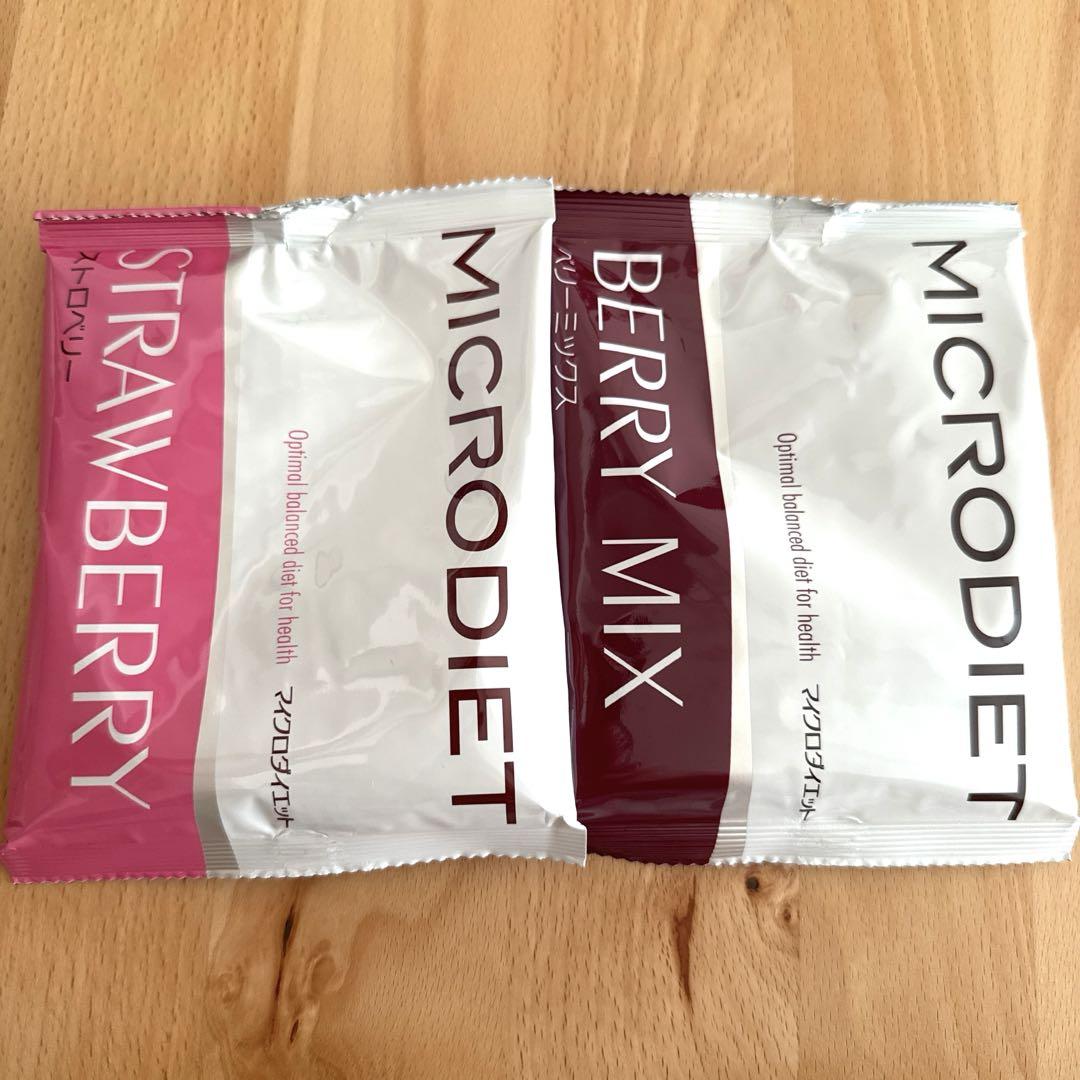 MICRODIET
Optimal balanced diet for health
マイクロダイエット
STRAWBERRY
ストロベリー
MICRODIET
Optimal balanced diet for health
マイクロダイエット
BERRY MIX
ベリーミックス